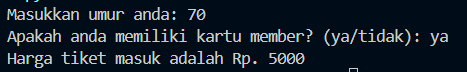 Masukkan umur anda: 70
Apakah anda memiliki kartu member? (ya/tidak): ya
Harga tiket masuk adalah Rp. 5000